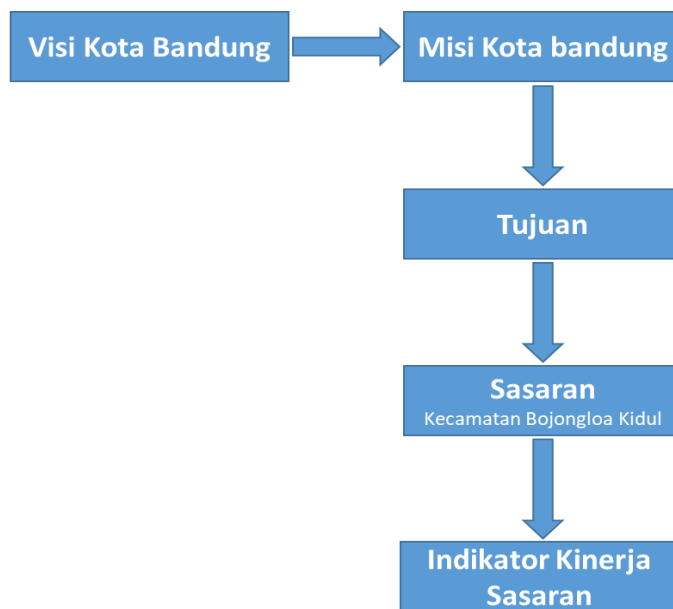 Visi Kota Bandung
Misi Kota bandung
Tujuan
Sasaran
Kecamatan Bojongloa Kidul
Indikator Kinerja
Sasaran